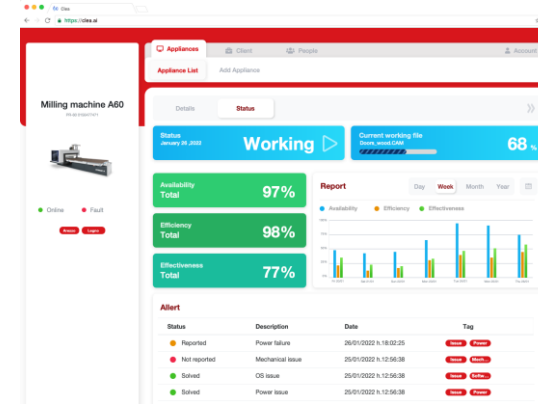 Clea
https://clea.ai
Appliances
Client
People
Account
Appliance List
Add Appliance
Milling machine A60
Online
Fault
Details
Status
Status
January 26 ,2022
Working
Current working file
Doors_wood.CAM
68 %
Availability
Total
97%
Efficiency
Total
98%
Effectiveness
Total
77%
Report
Day
Week
Month
Year
Availability
Efficiency
Effectiveness
Allert
Status
Description
Date
Tag
Reported
Power failure
26/01/2022 h.18:02:25
Issue
Power
Not reported
Mechanical Issue
25/01/2022 h.12:56:38
Issue
Mech...
Solved
OS issue
25/01/2022 h.12:56:38
Issue
Softw...
Solved
Power issue
25/01/2022 h.12:56:38
Issue
Power